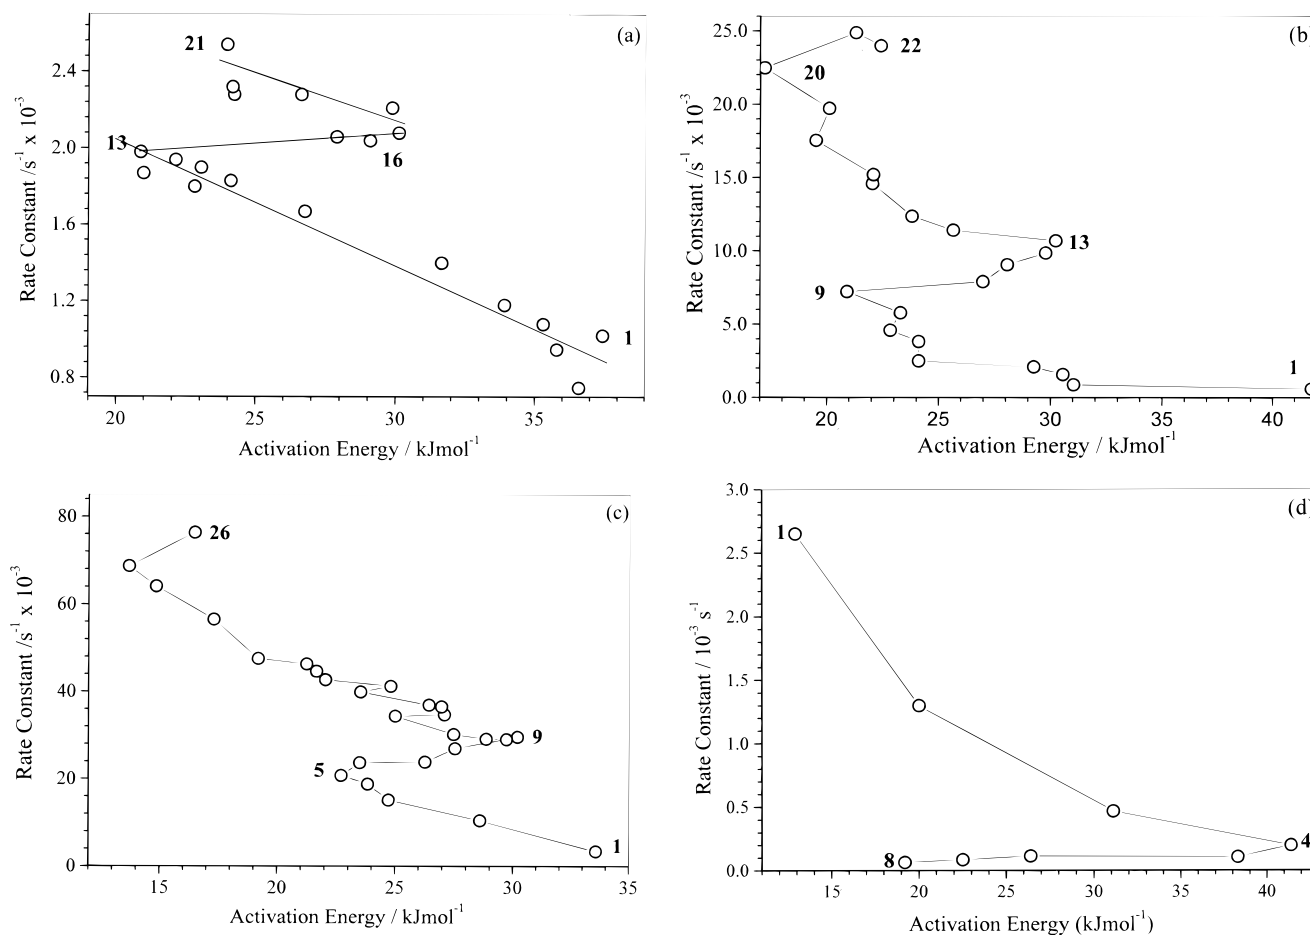 (a)
21
13
16
1
2.4
2.0
1.6
1.2
0.8
20 25 30 35
Rate Constant /s⁻¹ x 10⁻³
Activation Energy / kJmol⁻¹
(b)
22
20
13
9
1
25.0
20.0
15.0
10.0
5.0
0.0
20 25 30 35 40
Rate Constant /s⁻¹ x 10⁻³
Activation Energy / kJmol⁻¹
(c)
26
9
5
1
80
60
40
20
0
15 20 25 30 35
Rate Constant /s⁻¹ x 10⁻³
Activation Energy / kJmol⁻¹
(d)
1
4
8
3.0
2.5
2.0
1.5
1.0
0.5
0.0
15 20 25 30 35 40
Rate Constant / 10⁻³ s⁻¹
Activation Energy (kJmol⁻¹)